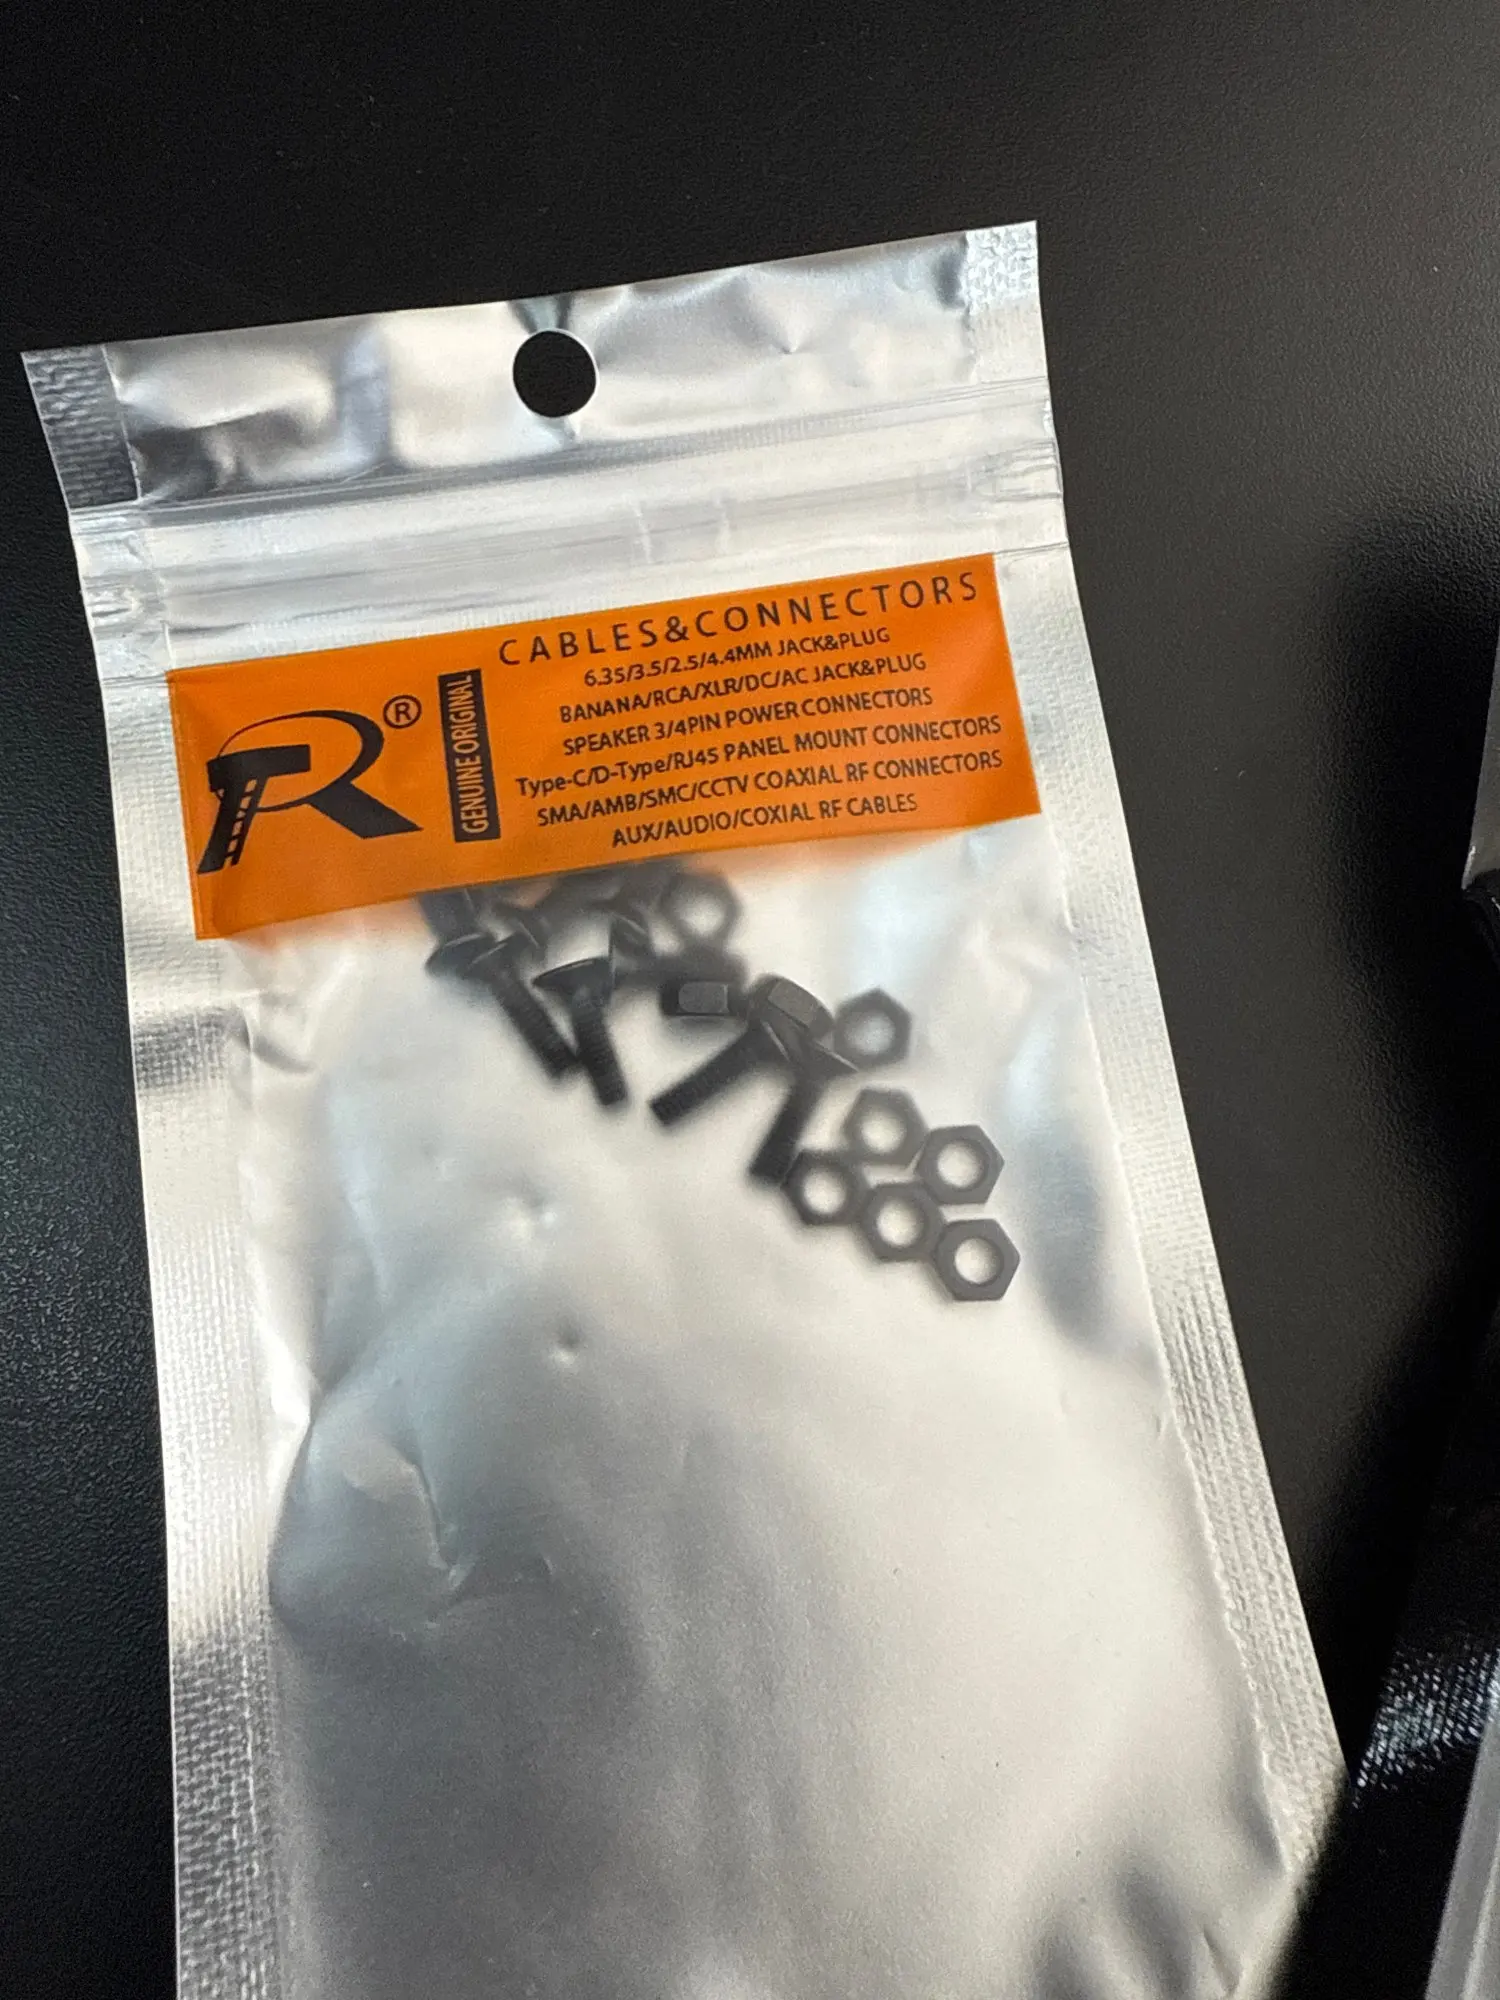 CABLES&CONNECTORS
6.35/3.5/2.5/4.4MM JACK&PLUG
BANANA/RCA/XLR/DC/AC JACK&PLUG
SPEAKER 3/4PIN POWER CONNECTORS
Type-C/D-Type/RJ45 PANEL MOUNT CONNECTORS
SMA/AMB/SMC/CCTV COAXIAL RF CONNECTORS
AUX/AUDIO/COXIAL RF CABLES
GENUINE ORIGINAL
R®